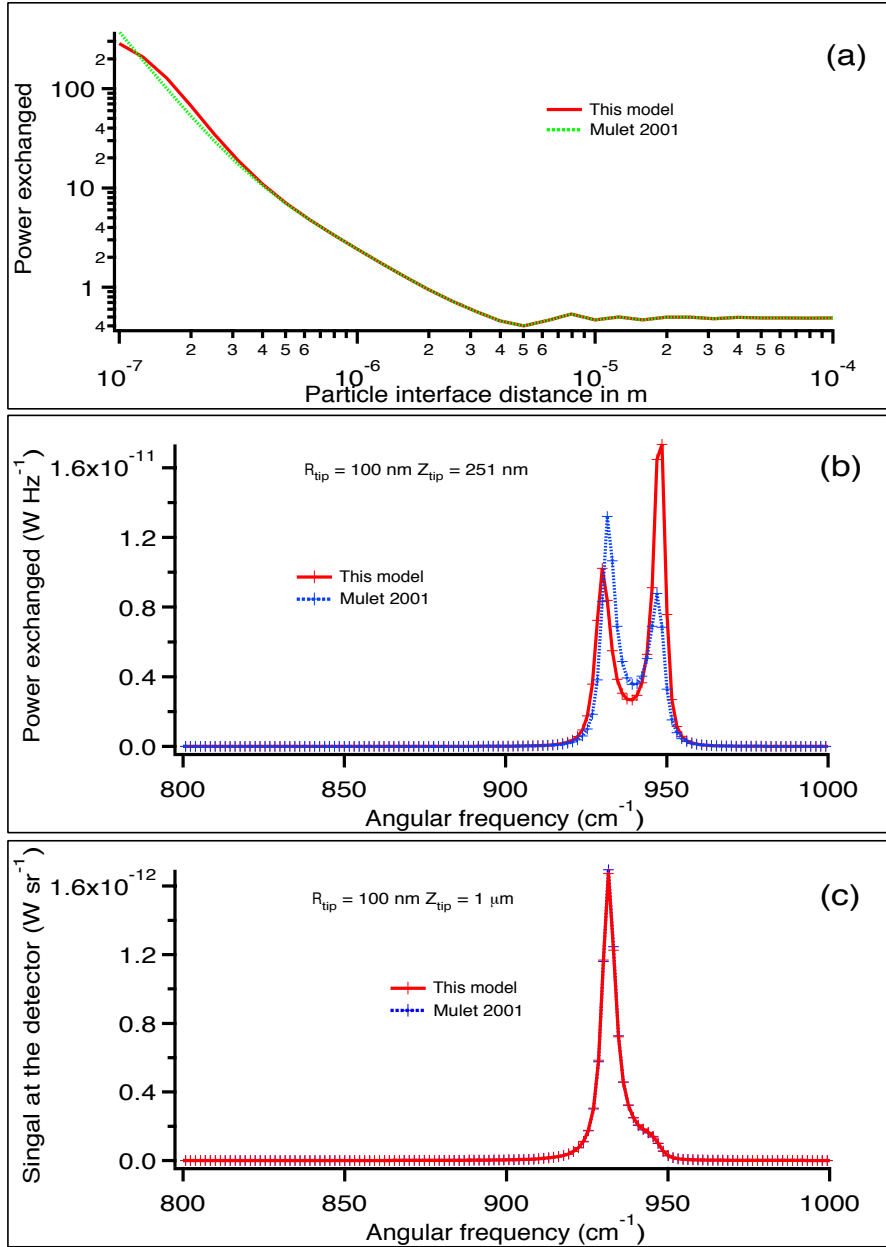 (a)
Power exchanged
2
100
4
2
10
4
2
1
4
This model
Mulet 2001
2 3 4 5 6 2 3 4 5 6 2 3 4 5 6
10^-7 10^-6 10^-5 10^-4
Particle interface distance in m
(b)
Power exchanged (W Hz^-1)
1.6x10^-11
1.2
0.8
0.4
0.0
R_tip = 100 nm Z_tip = 251 nm
This model
Mulet 2001
800 850 900 950 1000
Angular frequency (cm^-1)
(c)
Singal at the detector (W sr^-1)
1.6x10^-12
1.2
0.8
0.4
0.0
R_tip = 100 nm Z_tip = 1 μm
This model
Mulet 2001
800 850 900 950 1000
Angular frequency (cm^-1)